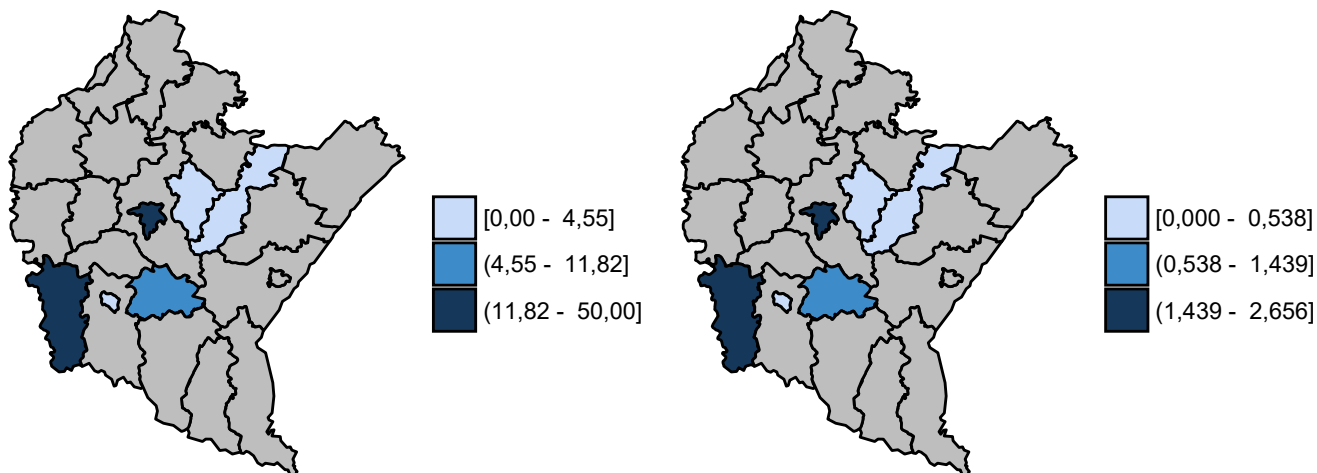 [0,00 - 4,55]
(4,55 - 11,82]
(11,82 - 50,00]
[0,000 - 0,538]
(0,538 - 1,439]
(1,439 - 2,656]